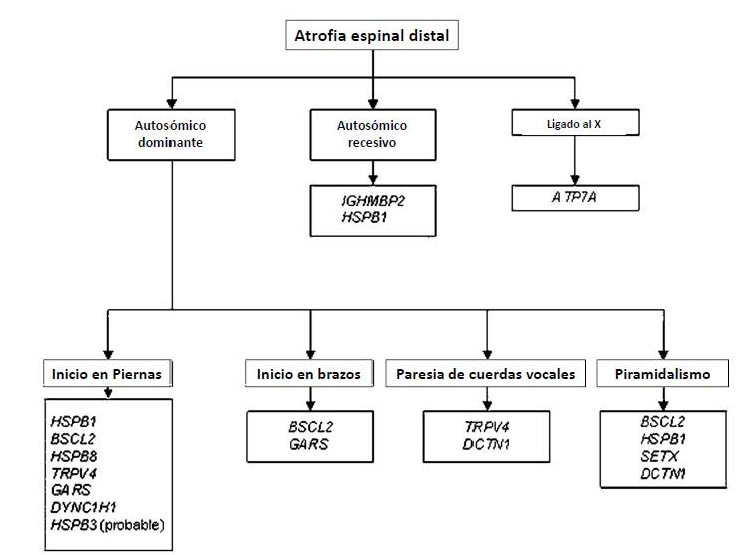 Atrofia espinal distal
Autosómico
dominante
Autosómico
recesivo
Ligado al X
IGHMBP2
HSPB1
ATP7A
Inicio en Piernas
Inicio en brazos
Paresia de cuerdas vocales
Piramidalismo
HSPB1
BSCL2
HSPB8
TRPV4
GARS
DYNC1H1
HSPB3 (probable)
BSCL2
GARS
TRPV4
DCTN1
BSCL2
HSPB1
SETX
DCTN1